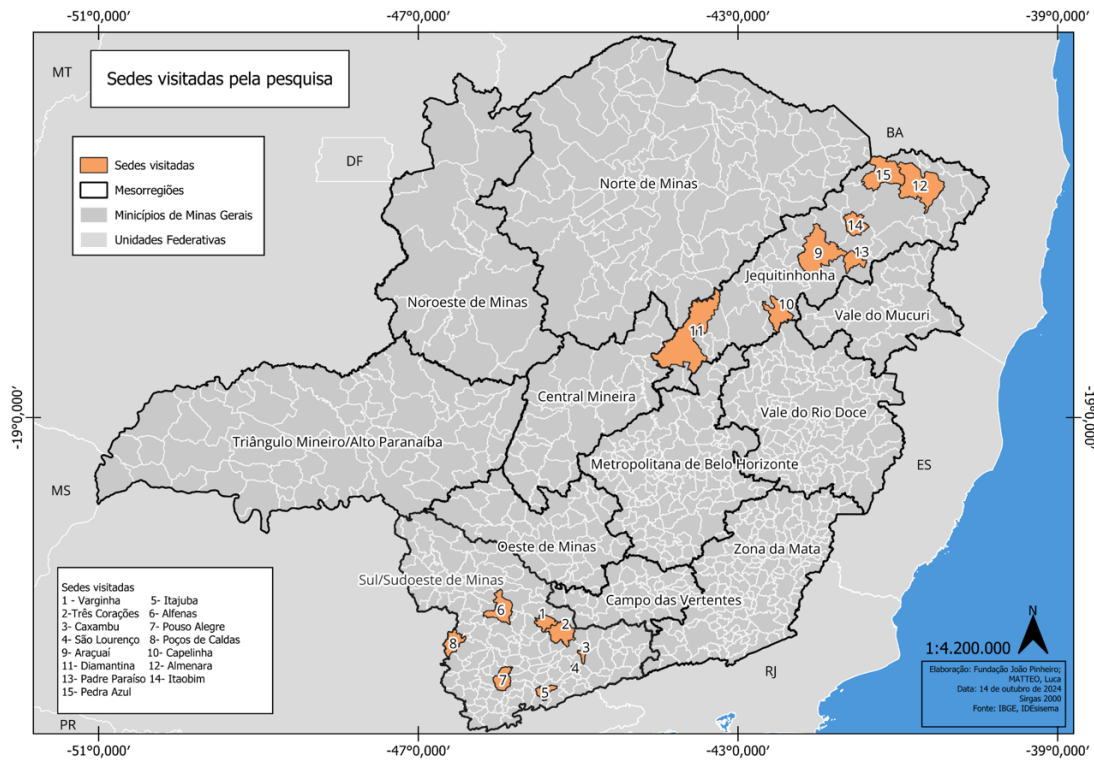 -51°0,000′ -47°0,000′ -43°0,000′ -39°0,000′
MT
Sedes visitadas pela pesquisa
BA
DF
Sedes visitadas
Mesorregiões
Minicípios de Minas Gerais
Unidades Federativas
Norte de Minas
15
12
14
9
13
Jequitinhonha
Noroeste de Minas
10
Vale do Mucuri
11
-19°0,000′
-19°0,000′
Central Mineira
Vale do Rio Doce
Triângulo Mineiro/Alto Paranaíba
Metropolitana de Belo Horizonte
ES
MS
Oeste de Minas
Zona da Mata
Sul/Sudoeste de Minas
Campo das Vertentes
6
1
2
8
3
4
7
5
RJ
PR
Sedes visitadas
1 - Varginha 5- Itajuba
2-Três Corações 6- Alfenas
3- Caxambu 7- Pouso Alegre
4- São Lourenço 8- Poços de Caldas
9- Araçuaí 10- Capelinha
11- Diamantina 12- Almenara
13- Padre Paraíso 14- Itaobim
15- Pedra Azul
N
1:4.200.000
Elaboração: Fundação João Pinheiro;
MATTEO, Luca
Data: 14 de outubro de 2024
Sirgas 2000
Fonte: IBGE, IDEsisema
-51°0,000′ -47°0,000′ -43°0,000′ -39°0,000′